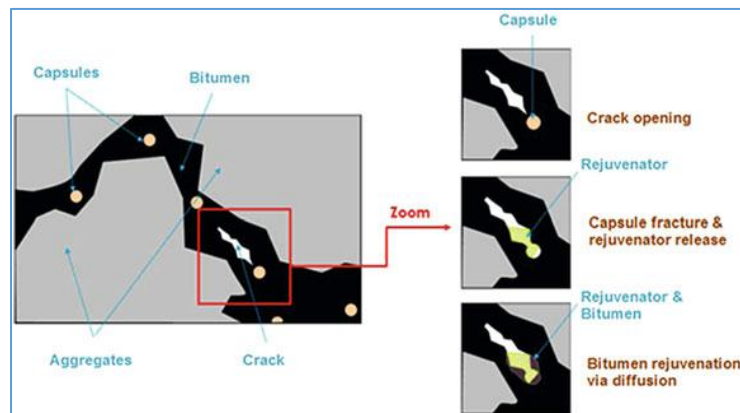 Capsules
Bitumen
Aggregates
Crack
Zoom
Capsule
Crack opening
Rejuvenator
Capsule fracture &
rejuvenator release
Rejuvenator &
Bitumen
Bitumen rejuvenation
via diffusion